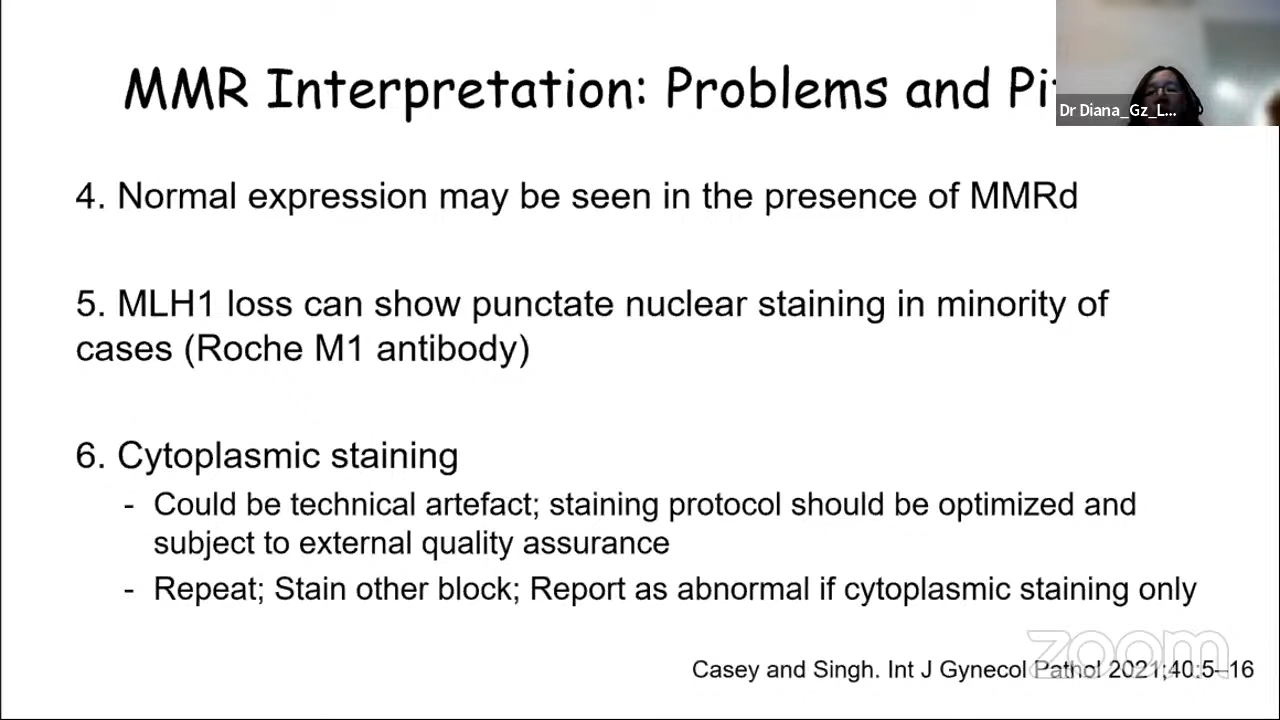 MMR Interpretation: Problems and Pi
Dr Diana_Gz_L...
4. Normal expression may be seen in the presence of MMRd
5. MLH1 loss can show punctate nuclear staining in minority of
cases (Roche M1 antibody)
6. Cytoplasmic staining
- Could be technical artefact; staining protocol should be optimized and
subject to external quality assurance
- Repeat; Stain other block; Report as abnormal if cytoplasmic staining only
zoom
Casey and Singh. Int J Gynecol Pathol 2021;40:5–16